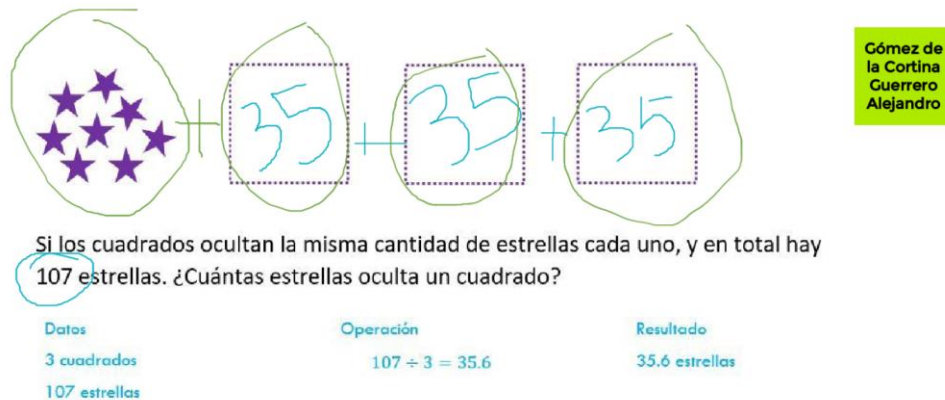 Gómez de
la Cortina
Guerrero
Alejandro
+ 35 + 35 + 35
Si los cuadrados ocultan la misma cantidad de estrellas cada uno, y en total hay
107 estrellas. ¿Cuántas estrellas oculta un cuadrado?
Datos
3 cuadrados
107 estrellas
Operación
107 ÷ 3 = 35.6
Resultado
35.6 estrellas